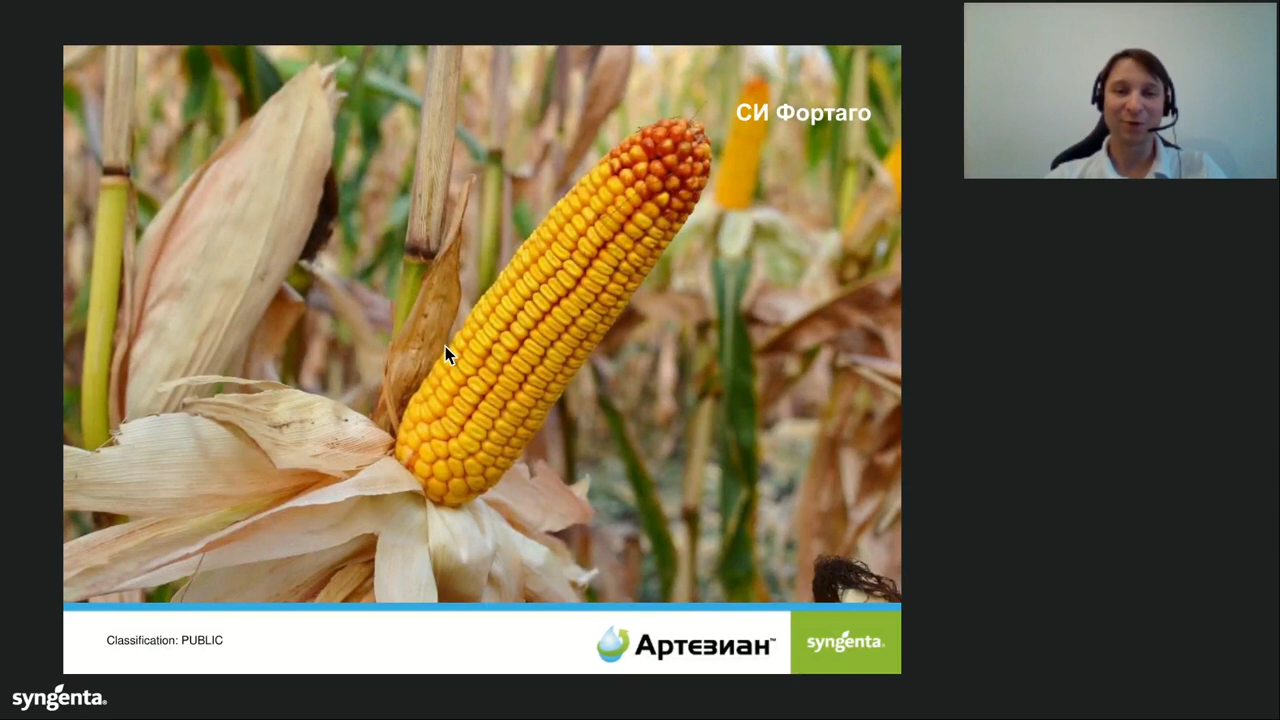 СИ Фортаго
Classification: PUBLIC
Артезиан™
syngenta®
syngenta®